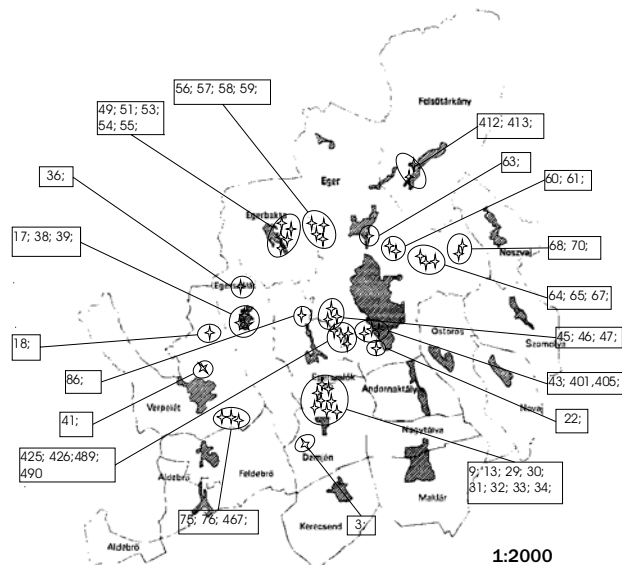 56; 57; 58; 59;
Felsőtárkány
49; 51; 53;
54; 55;
412; 413;
63;
Eger
36;
60; 61;
Egerbakta
17; 38; 39;
68; 70;
Noszvaj
64; 65; 67;
Egerszalók
18;
Ostoros
45; 46; 47;
Szomolya
86;
43; 401,405;
Andornaktálya
41;
Verpelét
Novaj
22;
Nagytálya
425; 426;489;
490
9; 13; 29; 30;
31; 32; 33; 34;
Demjén
Aldebrő
Feldebrő
Maklár
75; 76; 467;
3;
Kerecsend
Aldebrő
1:2000